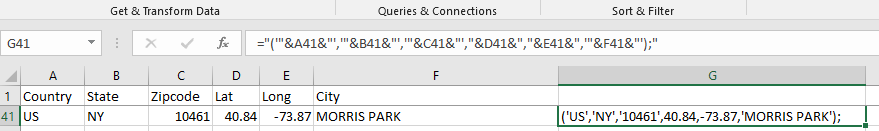 Get & Transform Data Queries & Connections Sort & Filter
G41 fx ="('"&A41&"','"&B41&"','"&C41&"',"&D41&","&E41&",'"&F41&"');"
A B C D E F G
1 Country State Zipcode Lat Long City
41 US NY 10461 40.84 -73.87 MORRIS PARK ('US','NY','10461',40.84,-73.87,'MORRIS PARK');